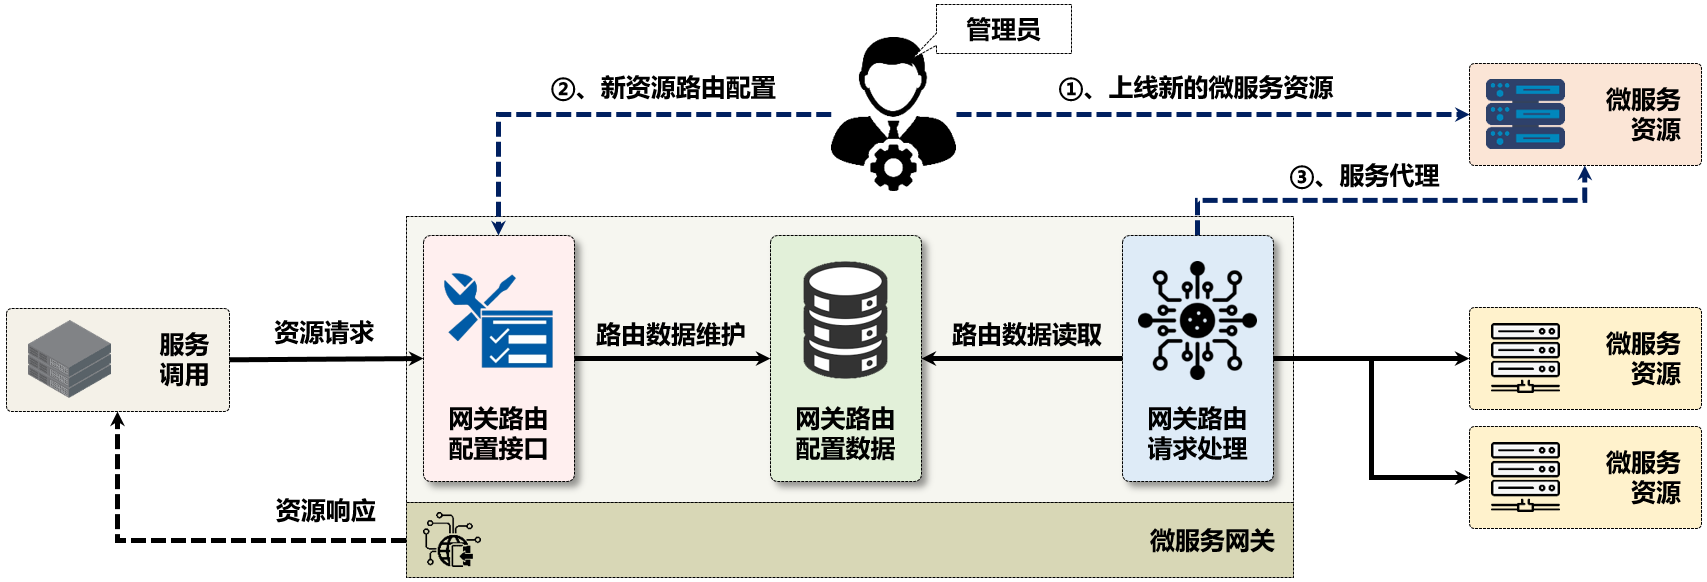 管理员
②、新资源路由配置
①、上线新的微服务资源
微服务
资源
③、服务代理
服务
调用
资源请求
路由数据维护
路由数据读取
微服务
资源
网关路由
配置接口
网关路由
配置数据
网关路由
请求处理
微服务
资源
资源响应
微服务网关